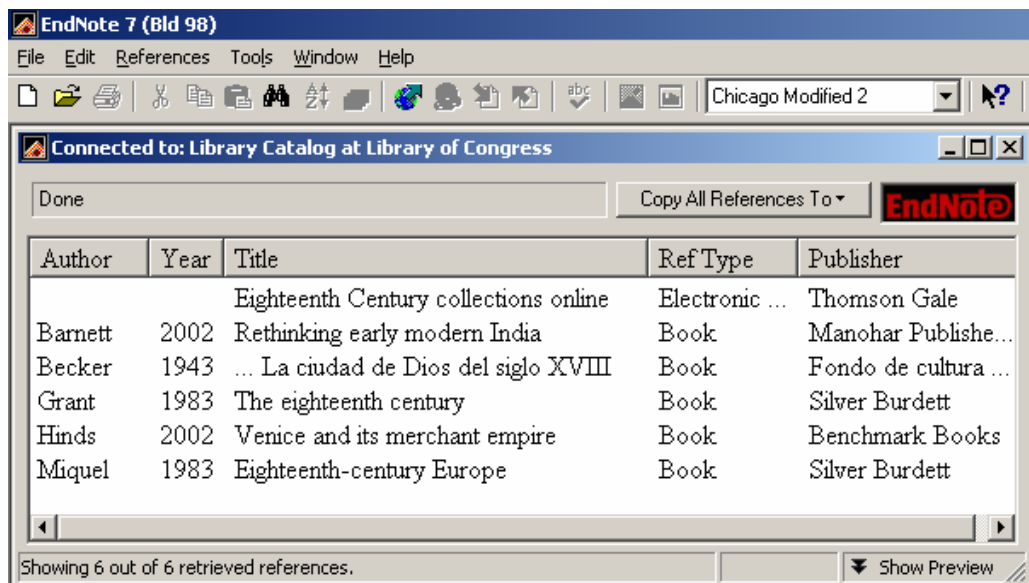 EndNote 7 (Bld 98)
File Edit References Tools Window Help
abc Chicago Modified 2 ?
Connected to: Library Catalog at Library of Congress
Done Copy All References To EndNote
Author Year Title Ref Type Publisher
Eighteenth Century collections online Electronic ... Thomson Gale
Barnett 2002 Rethinking early modern India Book Manohar Publishe...
Becker 1943 ... La ciudad de Dios del siglo XVIII Book Fondo de cultura ...
Grant 1983 The eighteenth century Book Silver Burdett
Hinds 2002 Venice and its merchant empire Book Benchmark Books
Miquel 1983 Eighteenth-century Europe Book Silver Burdett
Showing 6 out of 6 retrieved references. Show Preview